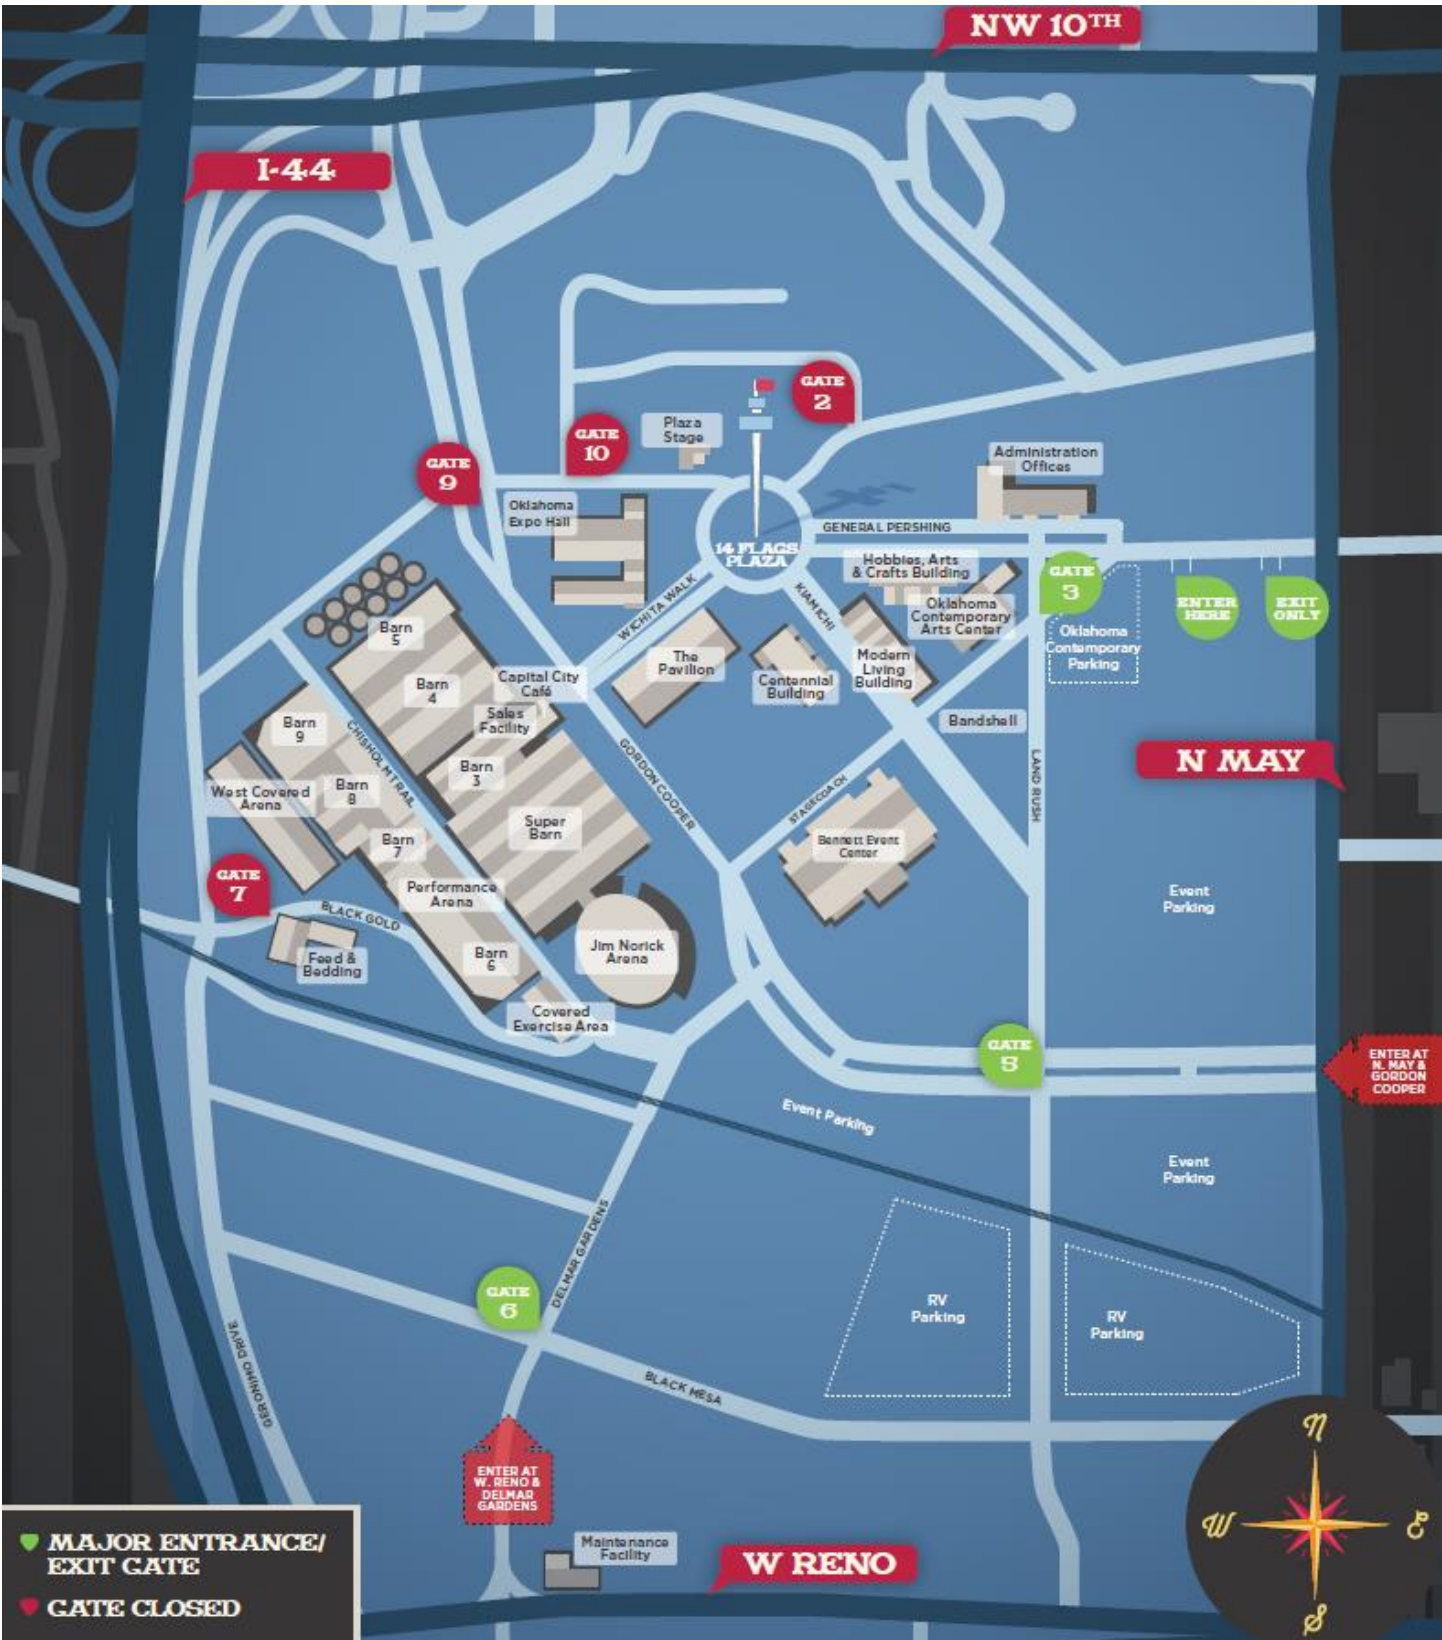 NW 10TH
I-44
GATE
2
Plaza
Stage
GATE
10
GATE
9
Administration
Offices
Oklahoma
Expo Hall
GENERAL PERSHING
14 FLAGS
PLAZA
Hobbies, Arts
& Crafts Building
GATE
3
WICHITA WALK
KIAMICHI
Oklahoma
Contemporary
Arts Center
ENTER
HERE
EXIT
ONLY
Barn
5
Oklahoma
Contemporary
Parking
The
Pavilion
Modern
Living
Building
Centennial
Building
Capital City
Café
Barn
4
Sales
Facility
Bandshell
Barn
9
CHISHOLM TRAIL
GORDON COOPER
LAND RUSH
N MAY
Barn
3
STAGECOACH
West Covered
Arena
Barn
8
Super
Barn
Barn
7
Bennett Event
Center
GATE
7
Performance
Arena
Event
Parking
BLACK GOLD
Feed &
Bedding
Barn
6
Jim Norick
Arena
Covered
Exercise Area
GATE
5
ENTER AT
N. MAY &
GORDON
COOPER
Event Parking
Event
Parking
DELMAR GARDENS
GATE
6
RV
Parking
RV
Parking
GERONIMO DRIVE
BLACK MESA
ENTER AT
W. RENO &
DELMAR
GARDENS
N
W
E
S
MAJOR ENTRANCE/
EXIT GATE
GATE CLOSED
Maintenance
Facility
W RENO